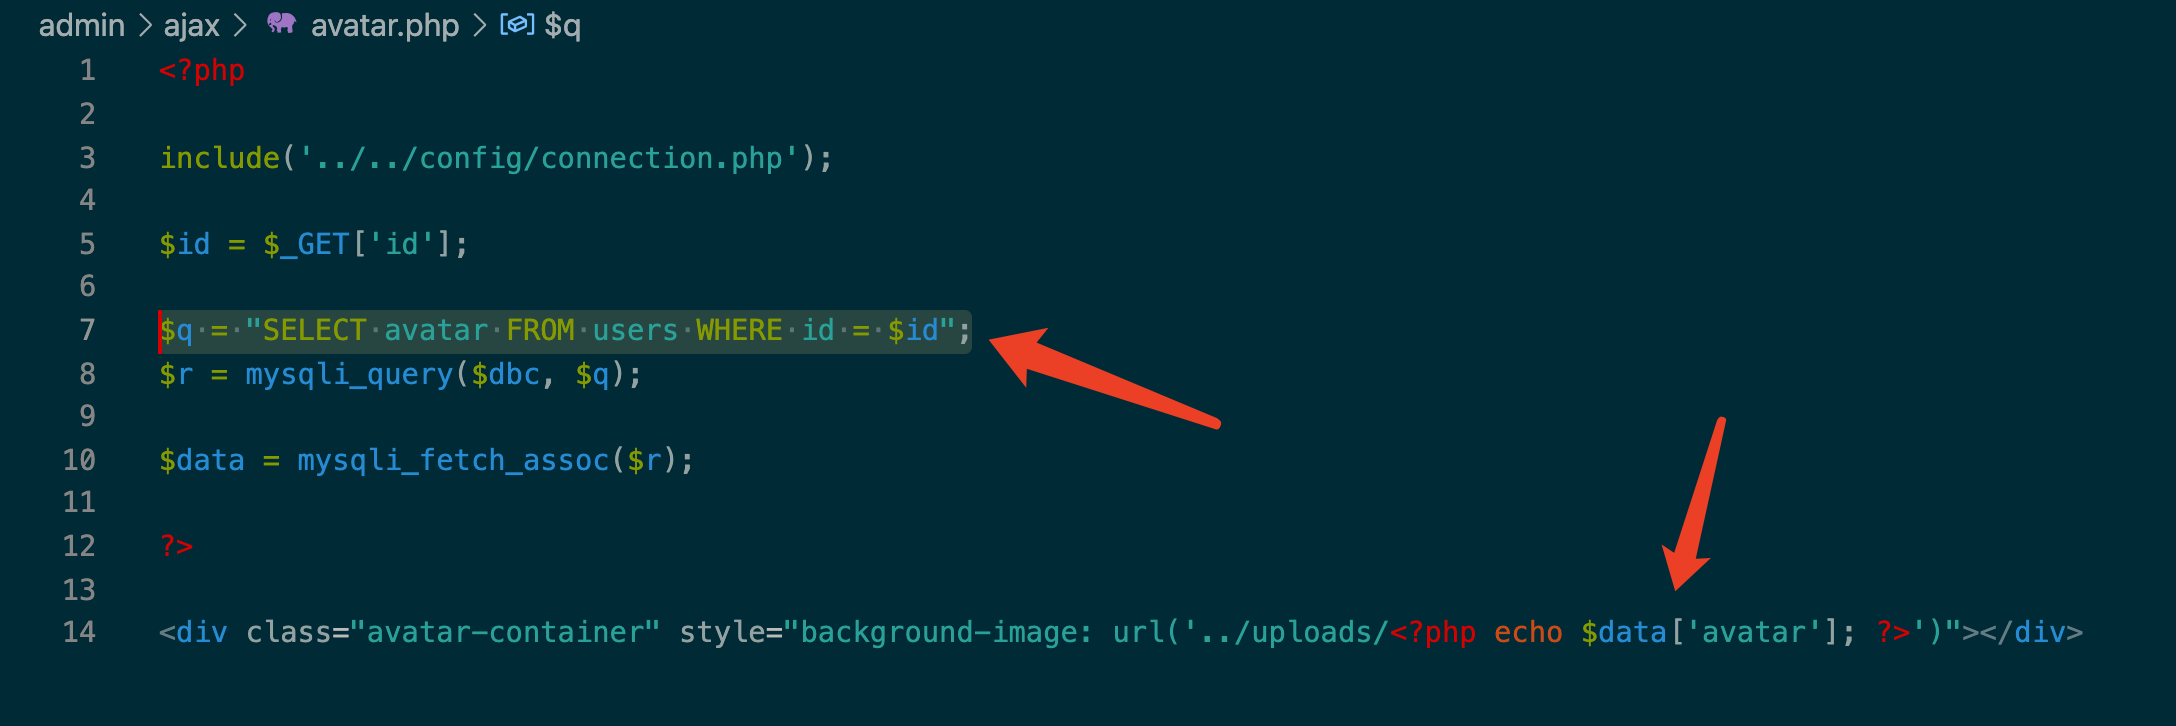 admin > ajax > avatar.php > $q
1 <?php
2
3 include('../../config/connection.php');
4
5 $id = $_GET['id'];
6
7 $q = "SELECT avatar FROM users WHERE id = $id";
8 $r = mysqli_query($dbc, $q);
9
10 $data = mysqli_fetch_assoc($r);
11
12 ?>
13
14 <div class="avatar-container" style="background-image: url('../uploads/<?php echo $data['avatar']; ?>')"></div>